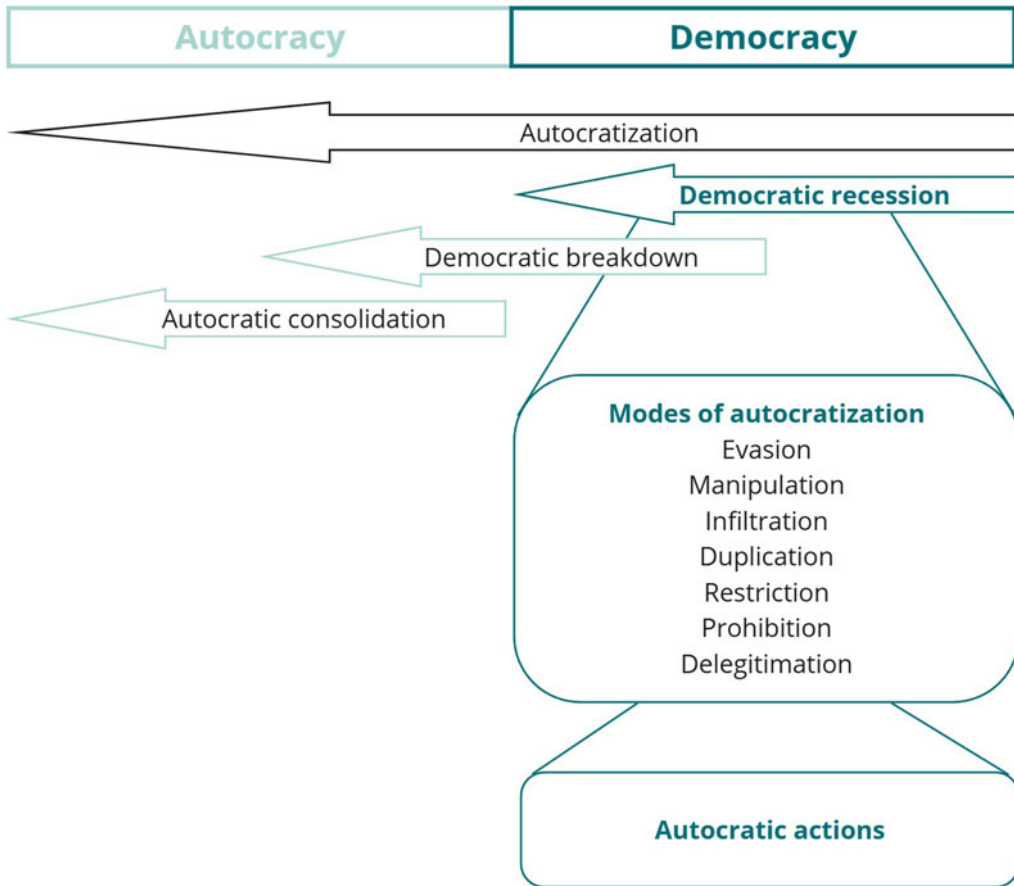 Autocracy
Democracy
Autocratization
Democratic recession
Democratic breakdown
Autocratic consolidation
Modes of autocratization
Evasion
Manipulation
Infiltration
Duplication
Restriction
Prohibition
Delegitimation
Autocratic actions